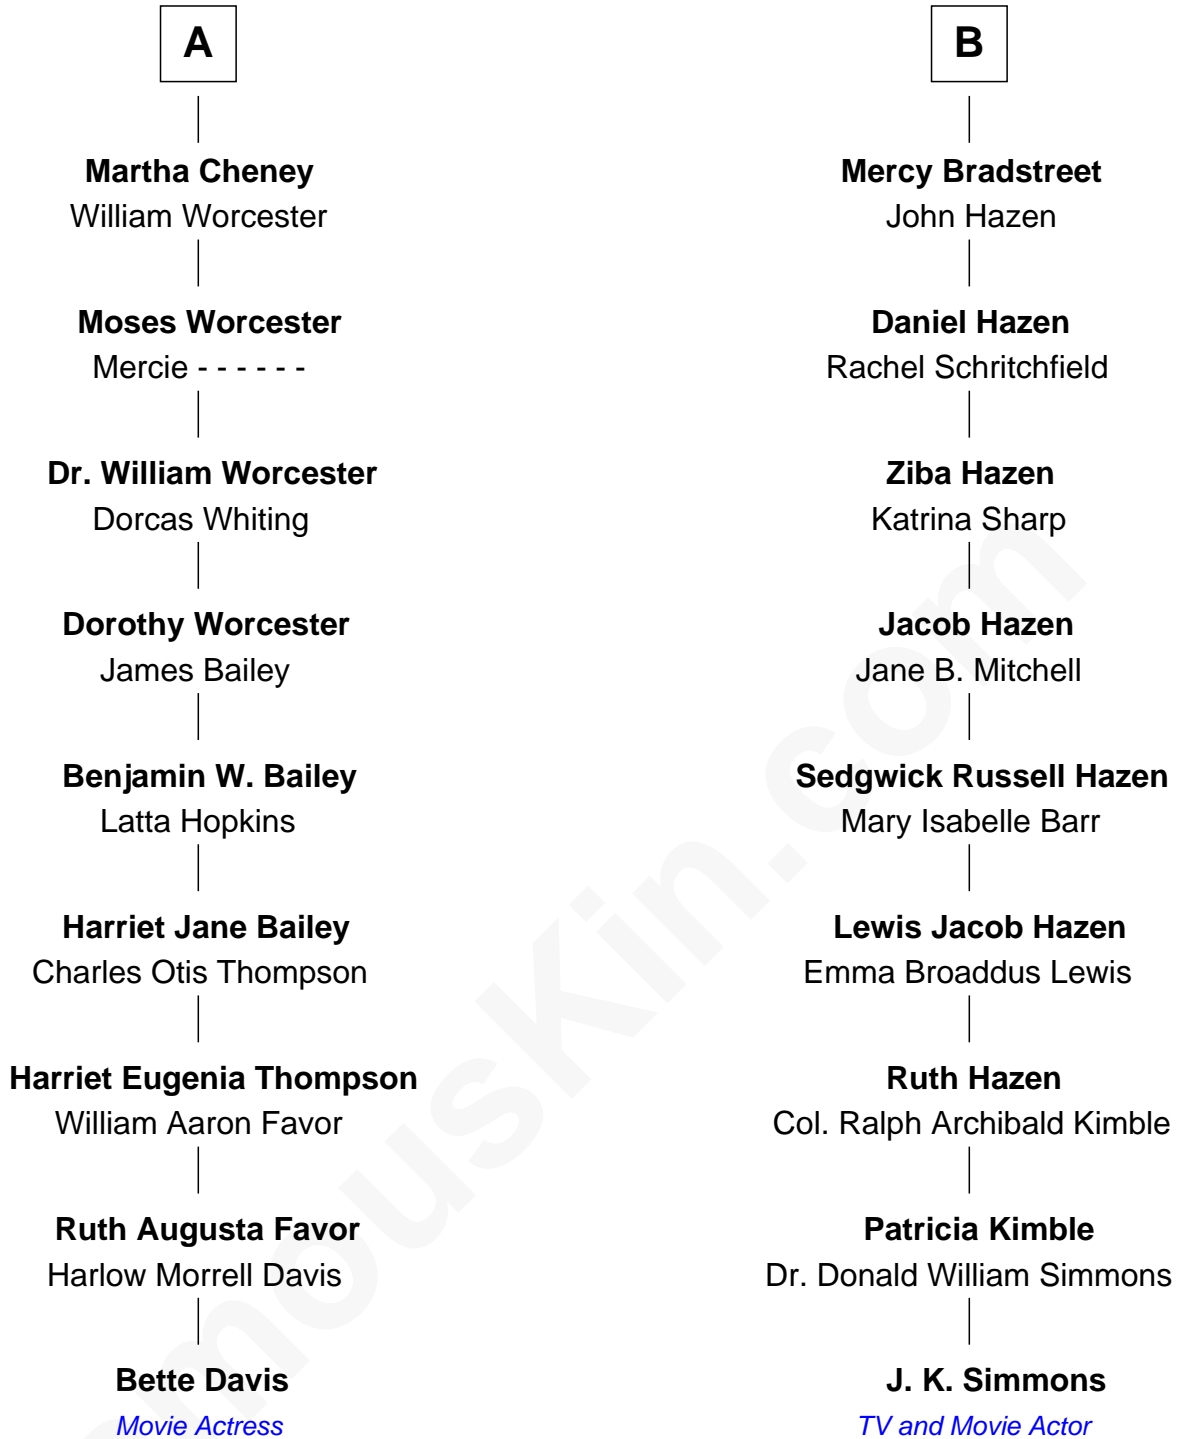 A
Martha Cheney
William Worcester
Moses Worcester
Mercie - - - - - -
Dr. William Worcester
Dorcas Whiting
Dorothy Worcester
James Bailey
Benjamin W. Bailey
Latta Hopkins
Harriet Jane Bailey
Charles Otis Thompson
Harriet Eugenia Thompson
William Aaron Favor
Ruth Augusta Favor
Harlow Morrell Davis
Bette Davis
Movie Actress
B
Mercy Bradstreet
John Hazen
Daniel Hazen
Rachel Schritchfield
Ziba Hazen
Katrina Sharp
Jacob Hazen
Jane B. Mitchell
Sedgwick Russell Hazen
Mary Isabelle Barr
Lewis Jacob Hazen
Emma Broaddus Lewis
Ruth Hazen
Col. Ralph Archibald Kimble
Patricia Kimble
Dr. Donald William Simmons
J. K. Simmons
TV and Movie Actor
mousKin.com